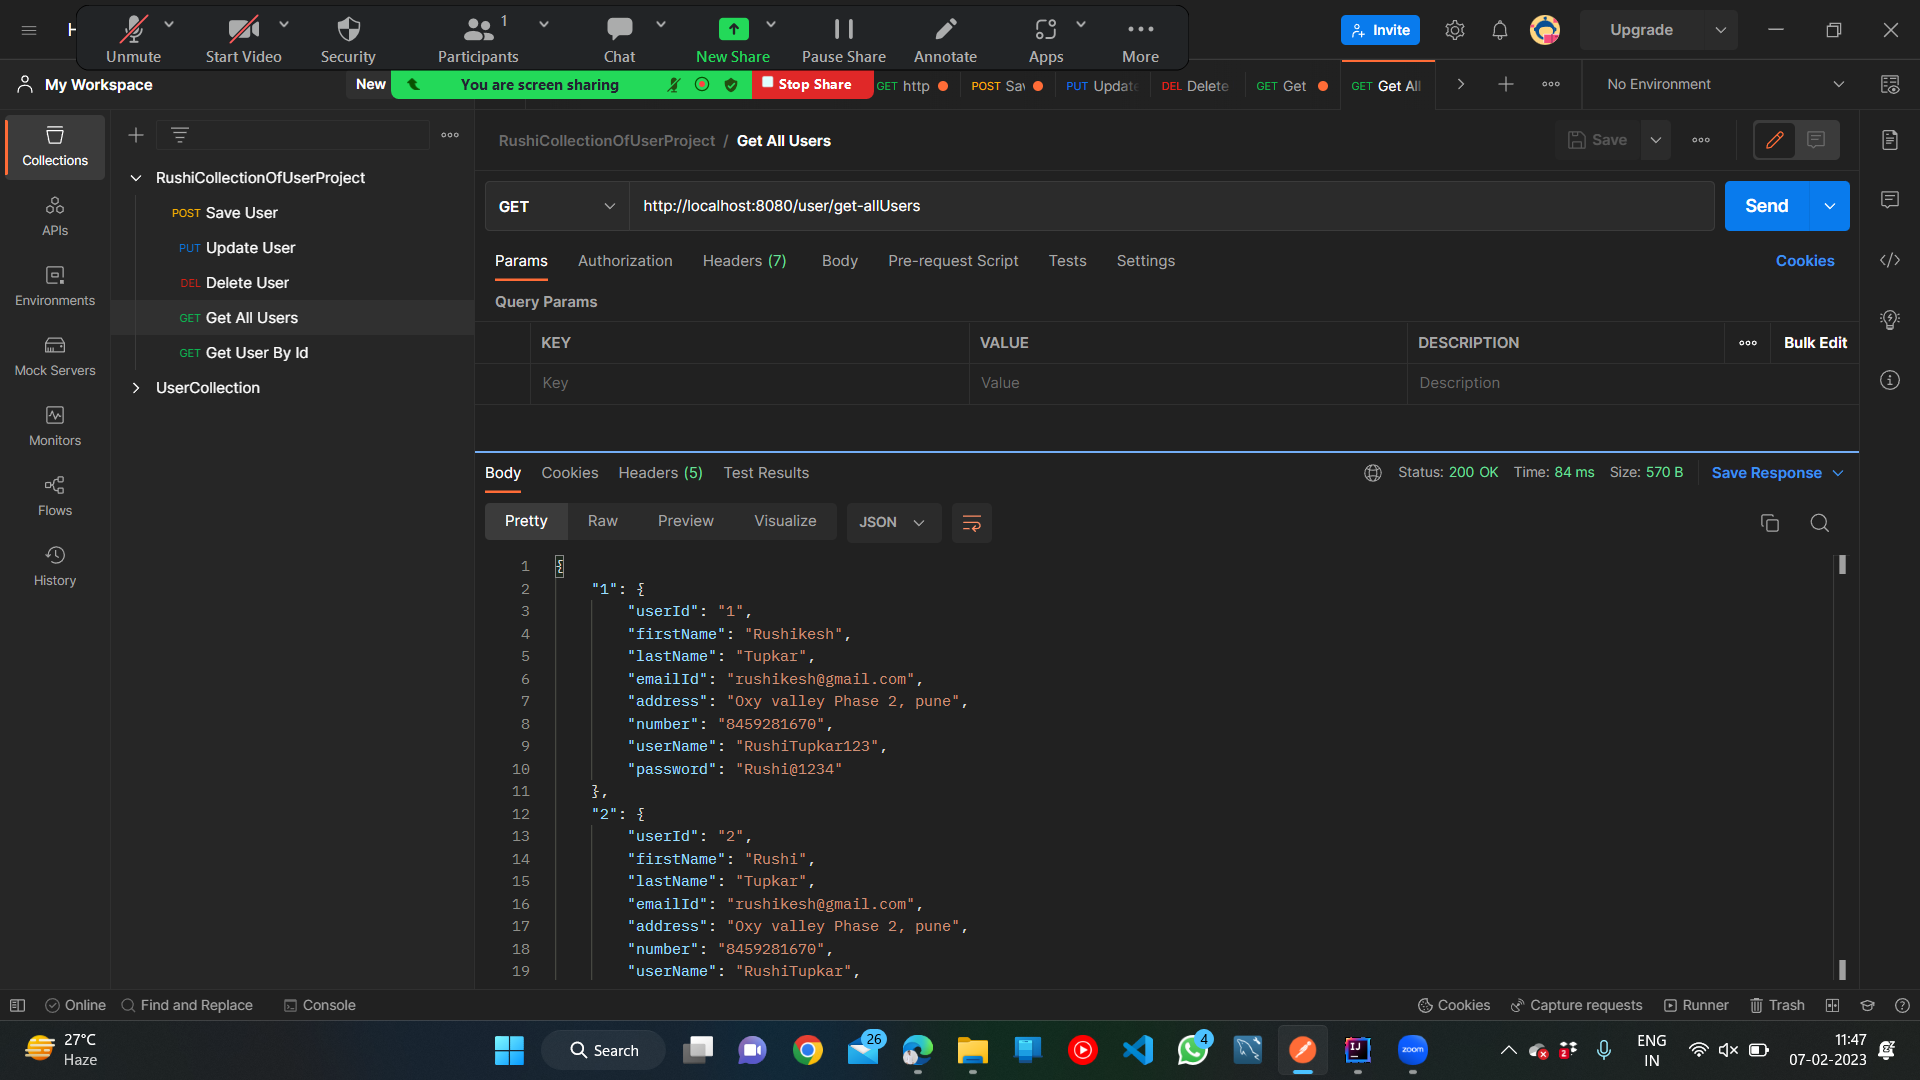 Unmute
Start Video
Security
Participants
1
Chat
New Share
Pause Share
Annotate
Apps
More
Invite
Upgrade
My Workspace
New
You are screen sharing
Stop Share
GET http
POST Sav
PUT Update
DEL Delete
GET Get
GET Get All
No Environment
Collections
APIs
Environments
Mock Servers
Monitors
Flows
History
RushiCollectionOfUserProject
POST Save User
PUT Update User
DEL Delete User
GET Get All Users
GET Get User By Id
UserCollection
RushiCollectionOfUserProject / Get All Users
Save
GET
http://localhost:8080/user/get-allUsers
Send
Params Authorization Headers (7) Body Pre-request Script Tests Settings
Cookies
Query Params
KEY VALUE DESCRIPTION Bulk Edit
Key Value Description
Body Cookies Headers (5) Test Results
Status: 200 OK Time: 84 ms Size: 570 B Save Response
Pretty Raw Preview Visualize JSON
1 {
2 "1": {
3 "userId": "1",
4 "firstName": "Rushikesh",
5 "lastName": "Tupkar",
6 "emailId": "rushikesh@gmail.com",
7 "address": "Oxy valley Phase 2, pune",
8 "number": "8459281670",
9 "userName": "RushiTupkar123",
10 "password": "Rushi@1234"
11 },
12 "2": {
13 "userId": "2",
14 "firstName": "Rushi",
15 "lastName": "Tupkar",
16 "emailId": "rushikesh@gmail.com",
17 "address": "Oxy valley Phase 2, pune",
18 "number": "8459281670",
19 "userName": "RushiTupkar",
Online Find and Replace Console
Cookies Capture requests Runner Trash
27°C
Haze
Search
26
4
IJ
zoom
2
ENG
IN
11:47
07-02-2023